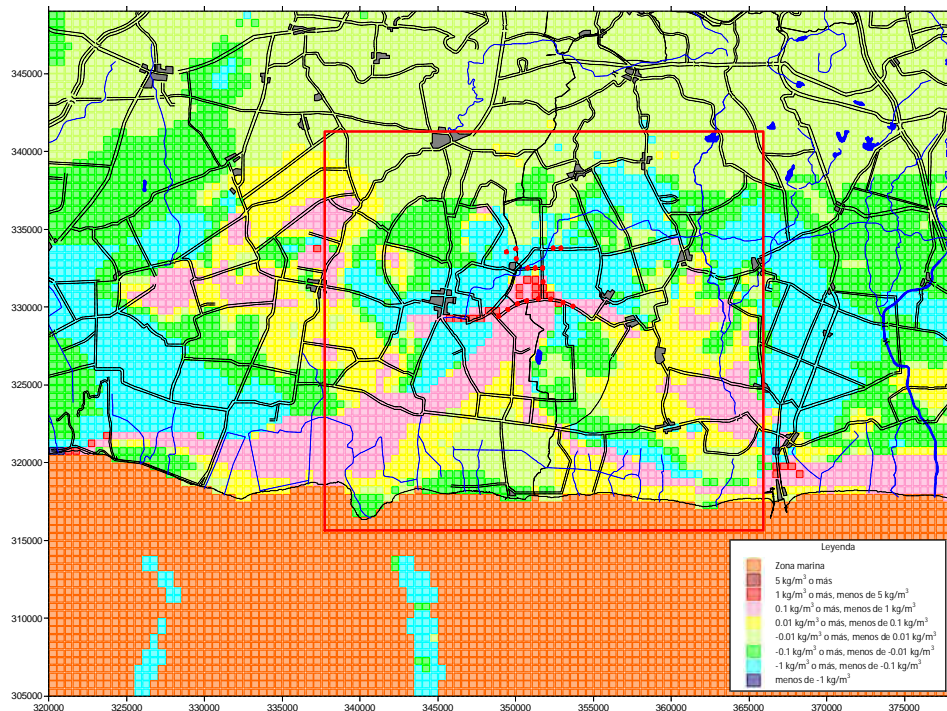 345000
340000
335000
330000
325000
320000
315000
310000
305000
320000 325000 330000 335000 340000 345000 350000 355000 360000 365000 370000 375000
Leyenda
Zona marina
5 kg/m³ o más
1 kg/m³ o más, menos de 5 kg/m³
0.1 kg/m³ o más, menos de 1 kg/m³
0.01 kg/m³ o más, menos de 0.1 kg/m³
-0.01 kg/m³ o más, menos de 0.01 kg/m³
-0.1 kg/m³ o más, menos de -0.01 kg/m³
-1 kg/m³ o más, menos de -0.1 kg/m³
menos de -1 kg/m³